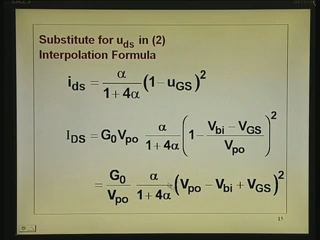 Substitute for u_ds in (2)
Interpolation Formula
i_ds = α/(1+4α) (1−u_GS)²
I_DS = G₀V_po α/(1+4α) (1 − (V_bi − V_GS)/V_po)²
= G₀/V_po α/(1+4α) (V_po − V_bi + V_GS)²